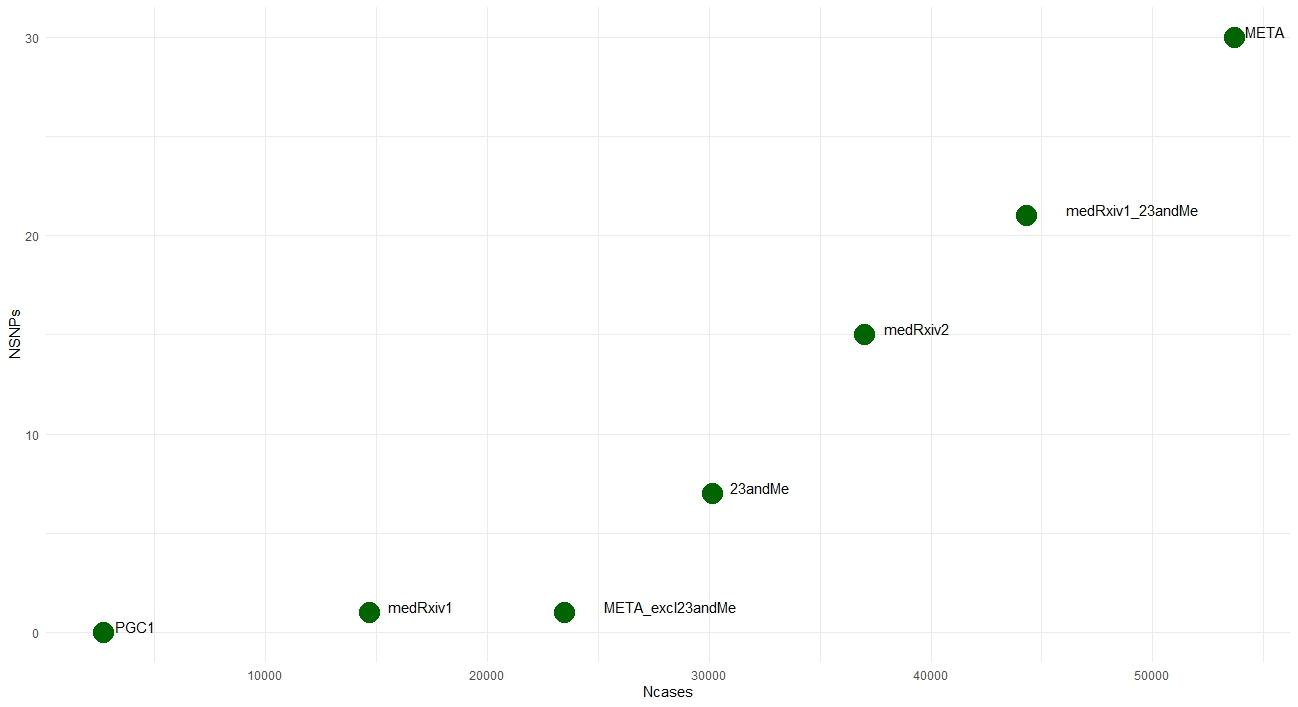 30
META
medRxiv1_23andMe
20
medRxiv2
NSNPs
10
23andMe
medRxiv1
META_excl23andMe
0
PGC1
10000
20000
30000
40000
50000
Ncases